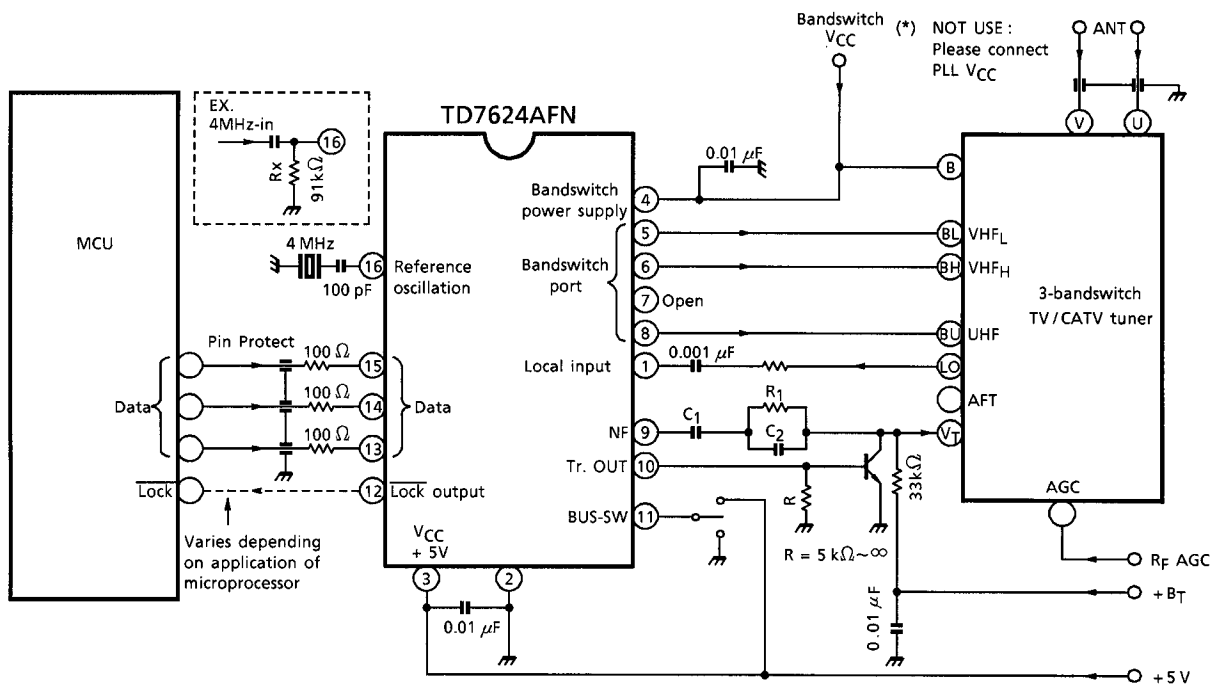 Bandswitch
VCC
(*) NOT USE :
Please connect
PLL VCC
ANT
V
U
EX.
4MHz-in
16
Rx
91kΩ
TD7624AFN
0.01 μF
B
Bandswitch
power supply
4
MCU
5
BL
VHFL
4 MHz
100 pF
16
Reference
oscillation
Bandswitch
port
6
BH
VHFH
7
Open
3-bandswitch
TV/CATV tuner
8
BU
UHF
Pin Protect
100 Ω
15
Local input
1
0.001 μF
LO
Data
100 Ω
14
Data
R1
AFT
C1
C2
100 Ω
13
NF
9
VT
Tr. OUT
10
33kΩ
Lock
12
Lock output
R
AGC
BUS-SW
11
Varies depending
on application of
microprocessor
VCC
+ 5V
R = 5 kΩ~∞
RF AGC
3
2
0.01 μF
0.01 μF
+BT
+5 V